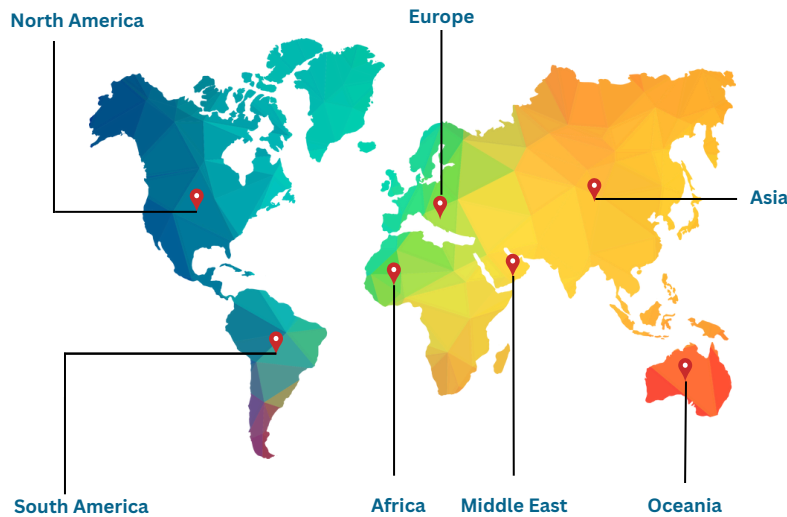 North America
Europe
Asia
South America
Africa
Middle East
Oceania